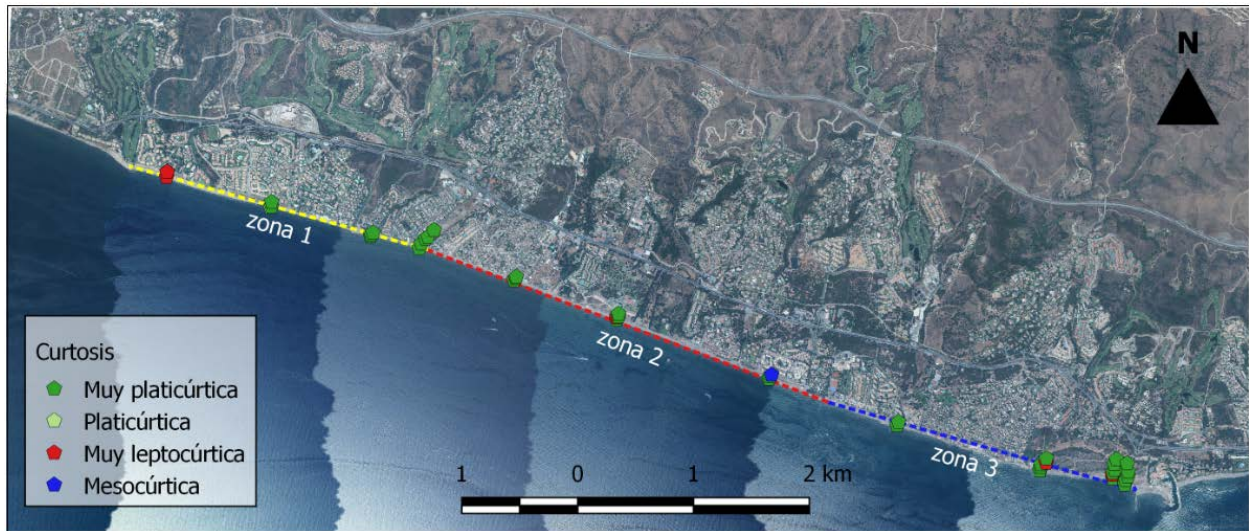 N
zona 1
zona 2
zona 3
Curtosis
Muy platicúrtica
Platicúrtica
Muy leptocúrtica
Mesocúrtica
1 0 1 2 km